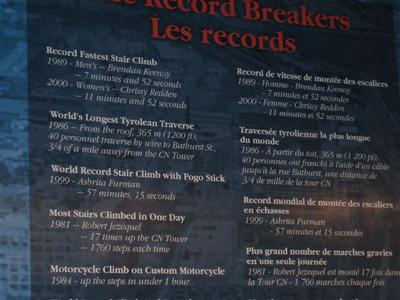 Record Breakers
Les records
Record Fastest Stair Climb
1989 - Men's – Brendan Keenoy
– 7 minutes and 52 seconds
2000 - Women's – Chrissy Redden
– 11 minutes and 52 seconds
World's Longest Tyrolean Traverse
1986 – From the roof, 365 m (1200 ft),
40 personnel traverse by wire to Bathurst St.,
3/4 of a mile away from the CN Tower
World Record Stair Climb with Pogo Stick
1999 - Ashrita Furman
– 57 minutes, 15 seconds
Most Stairs Climbed in One Day
1981 – Robert Jezequel
– 17 times up the CN Tower
– 1760 steps each time
Motorcycle Climb on Custom Motorcycle
1984 - up the steps in under 1 hour
Record de vitesse de montée des escaliers
1989 - Homme - Brendan Keenoy
- 7 minutes et 52 secondes
2000 - Femme - Chrissy Redden
- 11 minutes et 52 secondes
Traversée tyrolienne la plus longue
du monde
1986 - À partir du toit, 365 m (1 200 pi),
40 personnes ont franchi à l'aide d'un câble
jusqu'à la rue Bathurst, une distance de
3/4 de mille de la tour CN
Record mondial de montée des escaliers
en échasses
1999 - Ashrita Furman
- 57 minutes et 15 secondes
Plus grand nombre de marches gravies
en une seule journée
1981 - Robert Jezequel est monté 17 fois dans
la Tour CN - 1 760 marches chaque fois